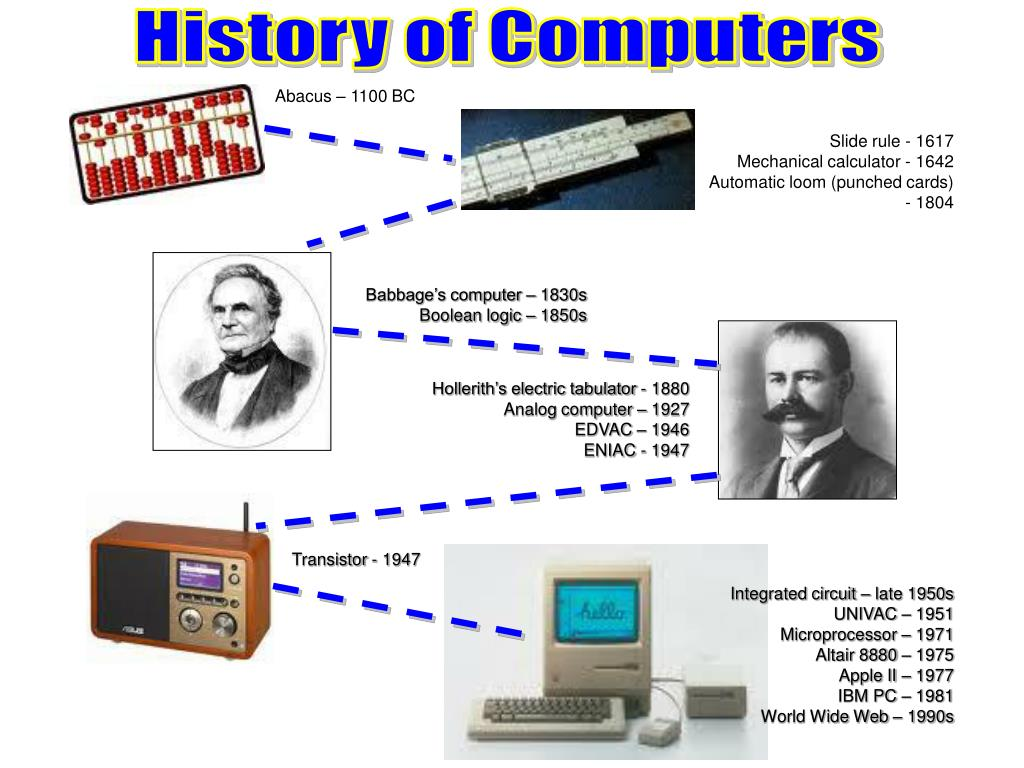 History of Computers
Abacus – 1100 BC
Slide rule - 1617
Mechanical calculator - 1642
Automatic loom (punched cards)
- 1804
Babbage’s computer – 1830s
Boolean logic – 1850s
Hollerith’s electric tabulator - 1880
Analog computer – 1927
EDVAC – 1946
ENIAC - 1947
Transistor - 1947
ASUS
hello
Integrated circuit – late 1950s
UNIVAC – 1951
Microprocessor – 1971
Altair 8880 – 1975
Apple II – 1977
IBM PC – 1981
World Wide Web – 1990s